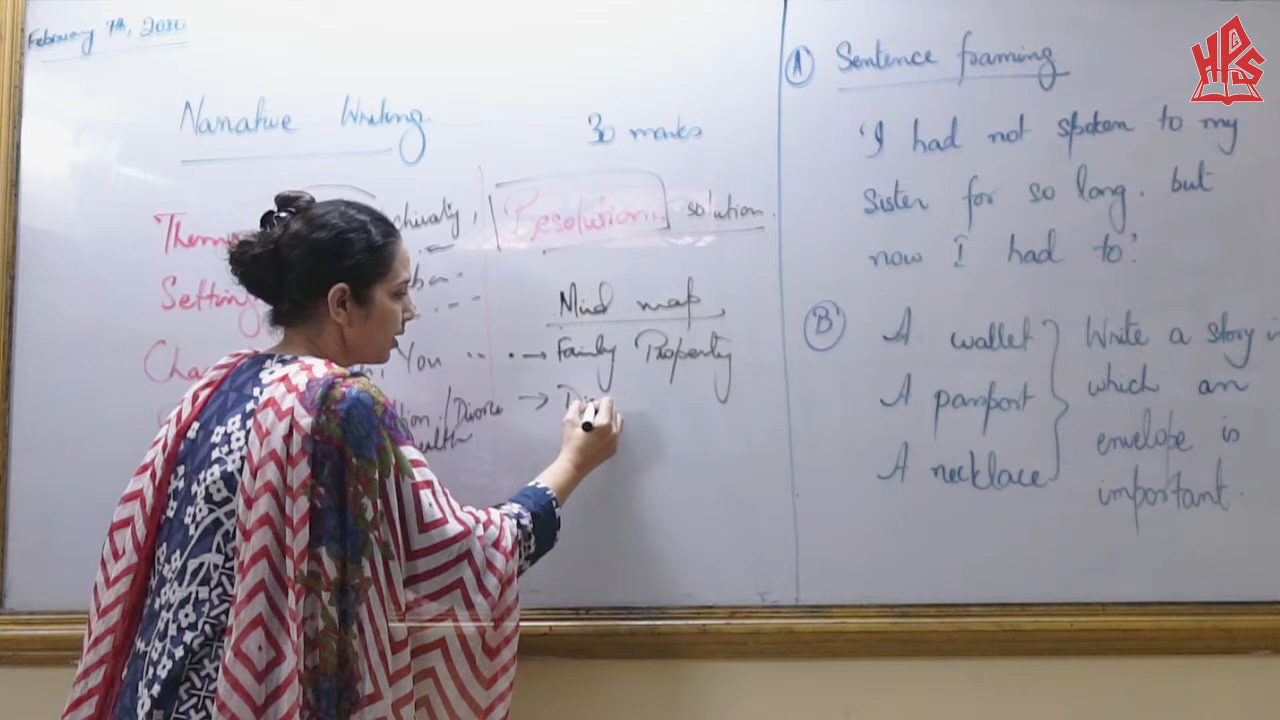 February 7th, 2020
Narrative Writing
30 marks
chivalry, Resolution. solution.
Setting
Mind map
You → Family Property
/Divorce →
A Sentence framing
'I had not spoken to my
sister for so long. but
now I had to'.
B A wallet
A passport
A necklace
Write a story in
which an
envelope is
important.
HPS